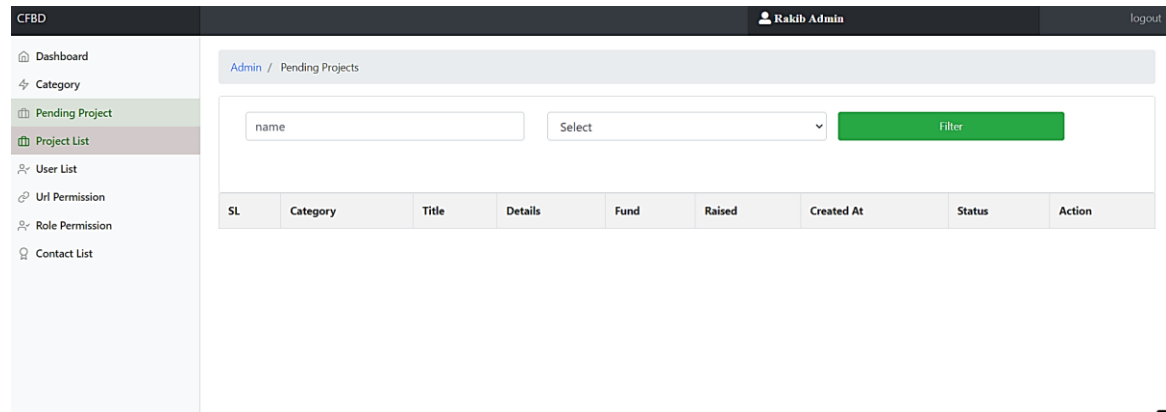 CFBD
Rakib Admin
logout
Dashboard
Category
Pending Project
Project List
User List
Url Permission
Role Permission
Contact List
Admin / Pending Projects
name
Select
Filter
SL Category Title Details Fund Raised Created At Status Action